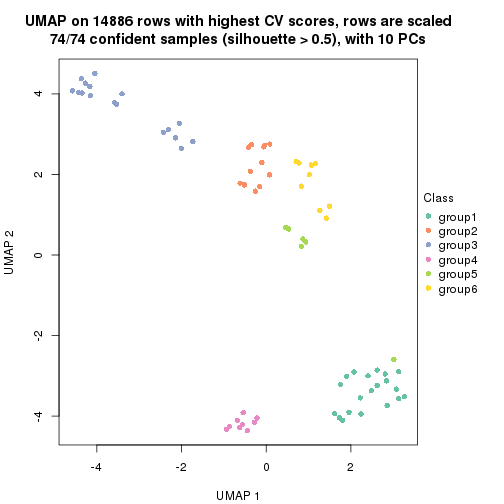 UMAP on 14886 rows with highest CV scores, rows are scaled
74/74 confident samples (silhouette > 0.5), with 10 PCs
4
2
0
-2
-4
UMAP 2
-4
-2
0
2
UMAP 1
Class
group1
group2
group3
group4
group5
group6